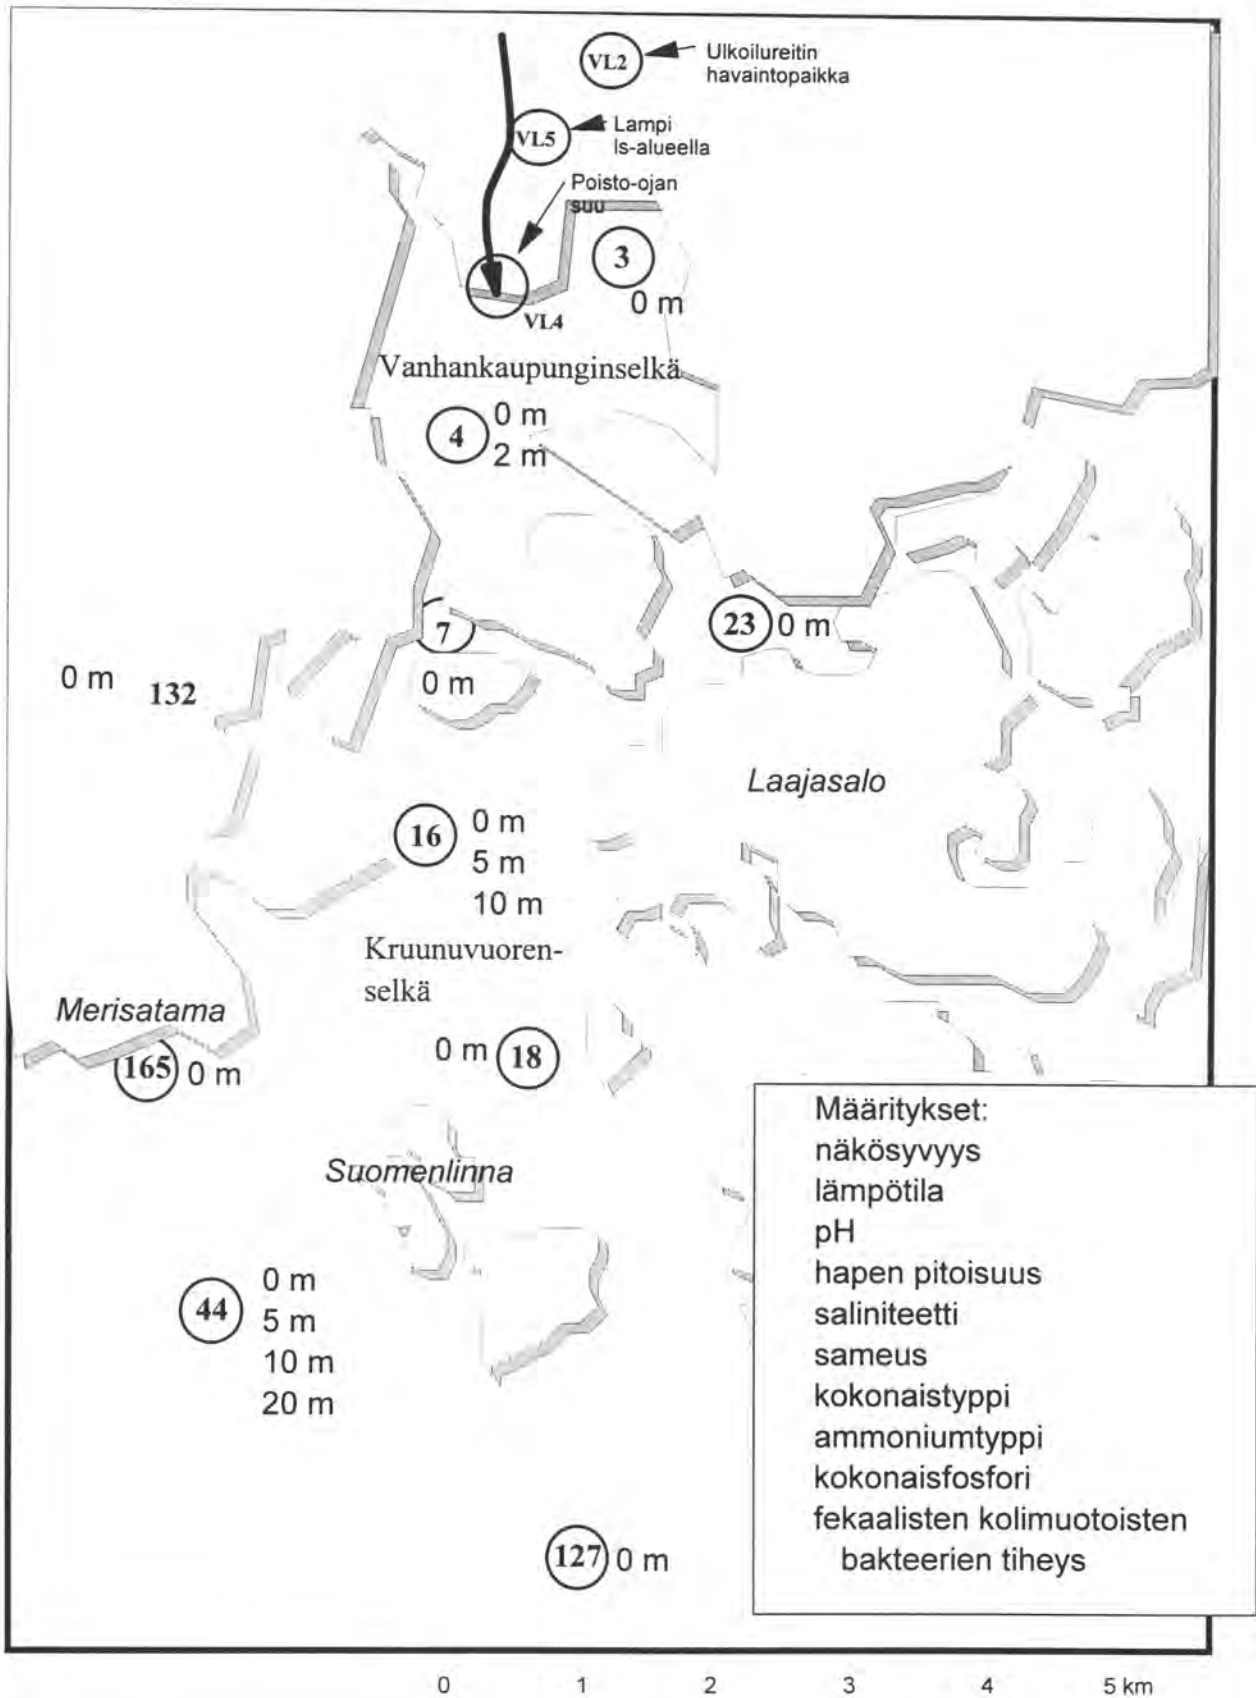 VL2
Ulkoilureitin
havaintopaikka
VL5
Lampi
ls-alueella
Poisto-ojan
suu
3
0 m
VL4
Vanhankaupunginselkä
4
0 m
2 m
7
0 m
23
0 m
0 m
132
Laajasalo
16
0 m
5 m
10 m
Kruunuvuoren-
selkä
Merisatama
165
0 m
0 m
18
Suomenlinna
44
0 m
5 m
10 m
20 m
127
0 m
Määritykset:
näkösyvyys
lämpötila
pH
hapen pitoisuus
saliniteetti
sameus
kokonaistyppi
ammoniumtyppi
kokonaisfosfori
fekaalisten kolimuotoisten
bakteerien tiheys
0 1 2 3 4 5 km